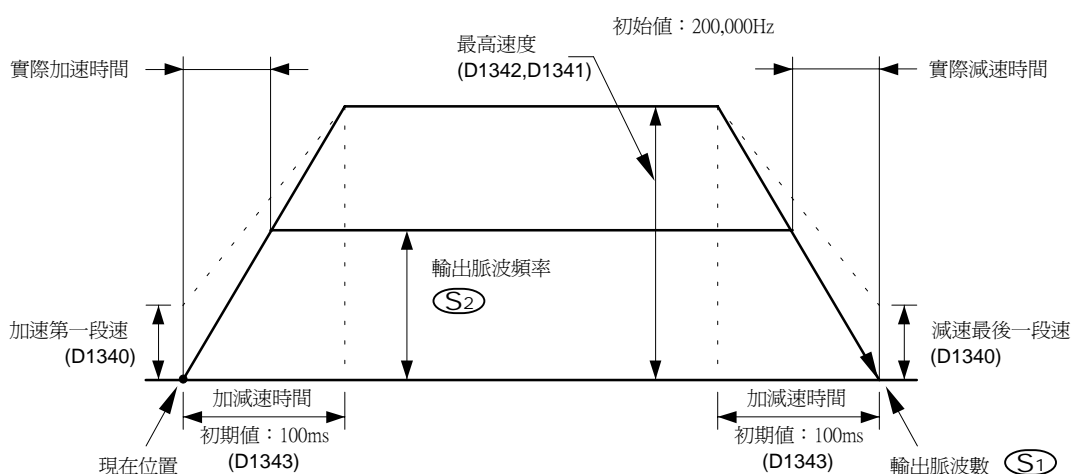 初始值：200,000Hz
最高速度
(D1342,D1341)
實際加速時間
實際減速時間
輸出脈波頻率
S2
加速第一段速
(D1340)
減速最後一段速
(D1340)
加減速時間
初期值：100ms
(D1343)
加減速時間
初期值：100ms
(D1343)
現在位置
輸出脈波數 S1